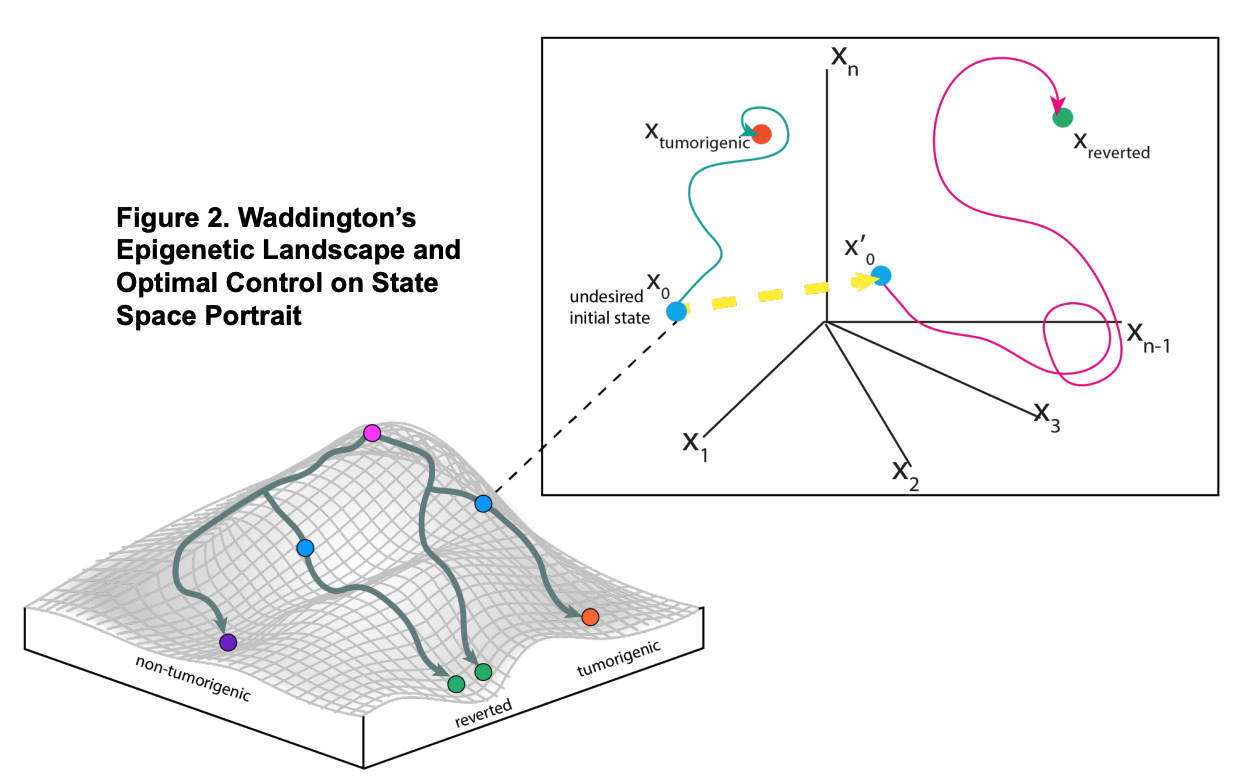 Figure 2. Waddington’s
Epigenetic Landscape and
Optimal Control on State
Space Portrait
xn
xtumorigenic
xreverted
x′0
x0
undesired
initial state
xn-1
x3
x1
x2
non-tumorigenic
reverted
tumorigenic